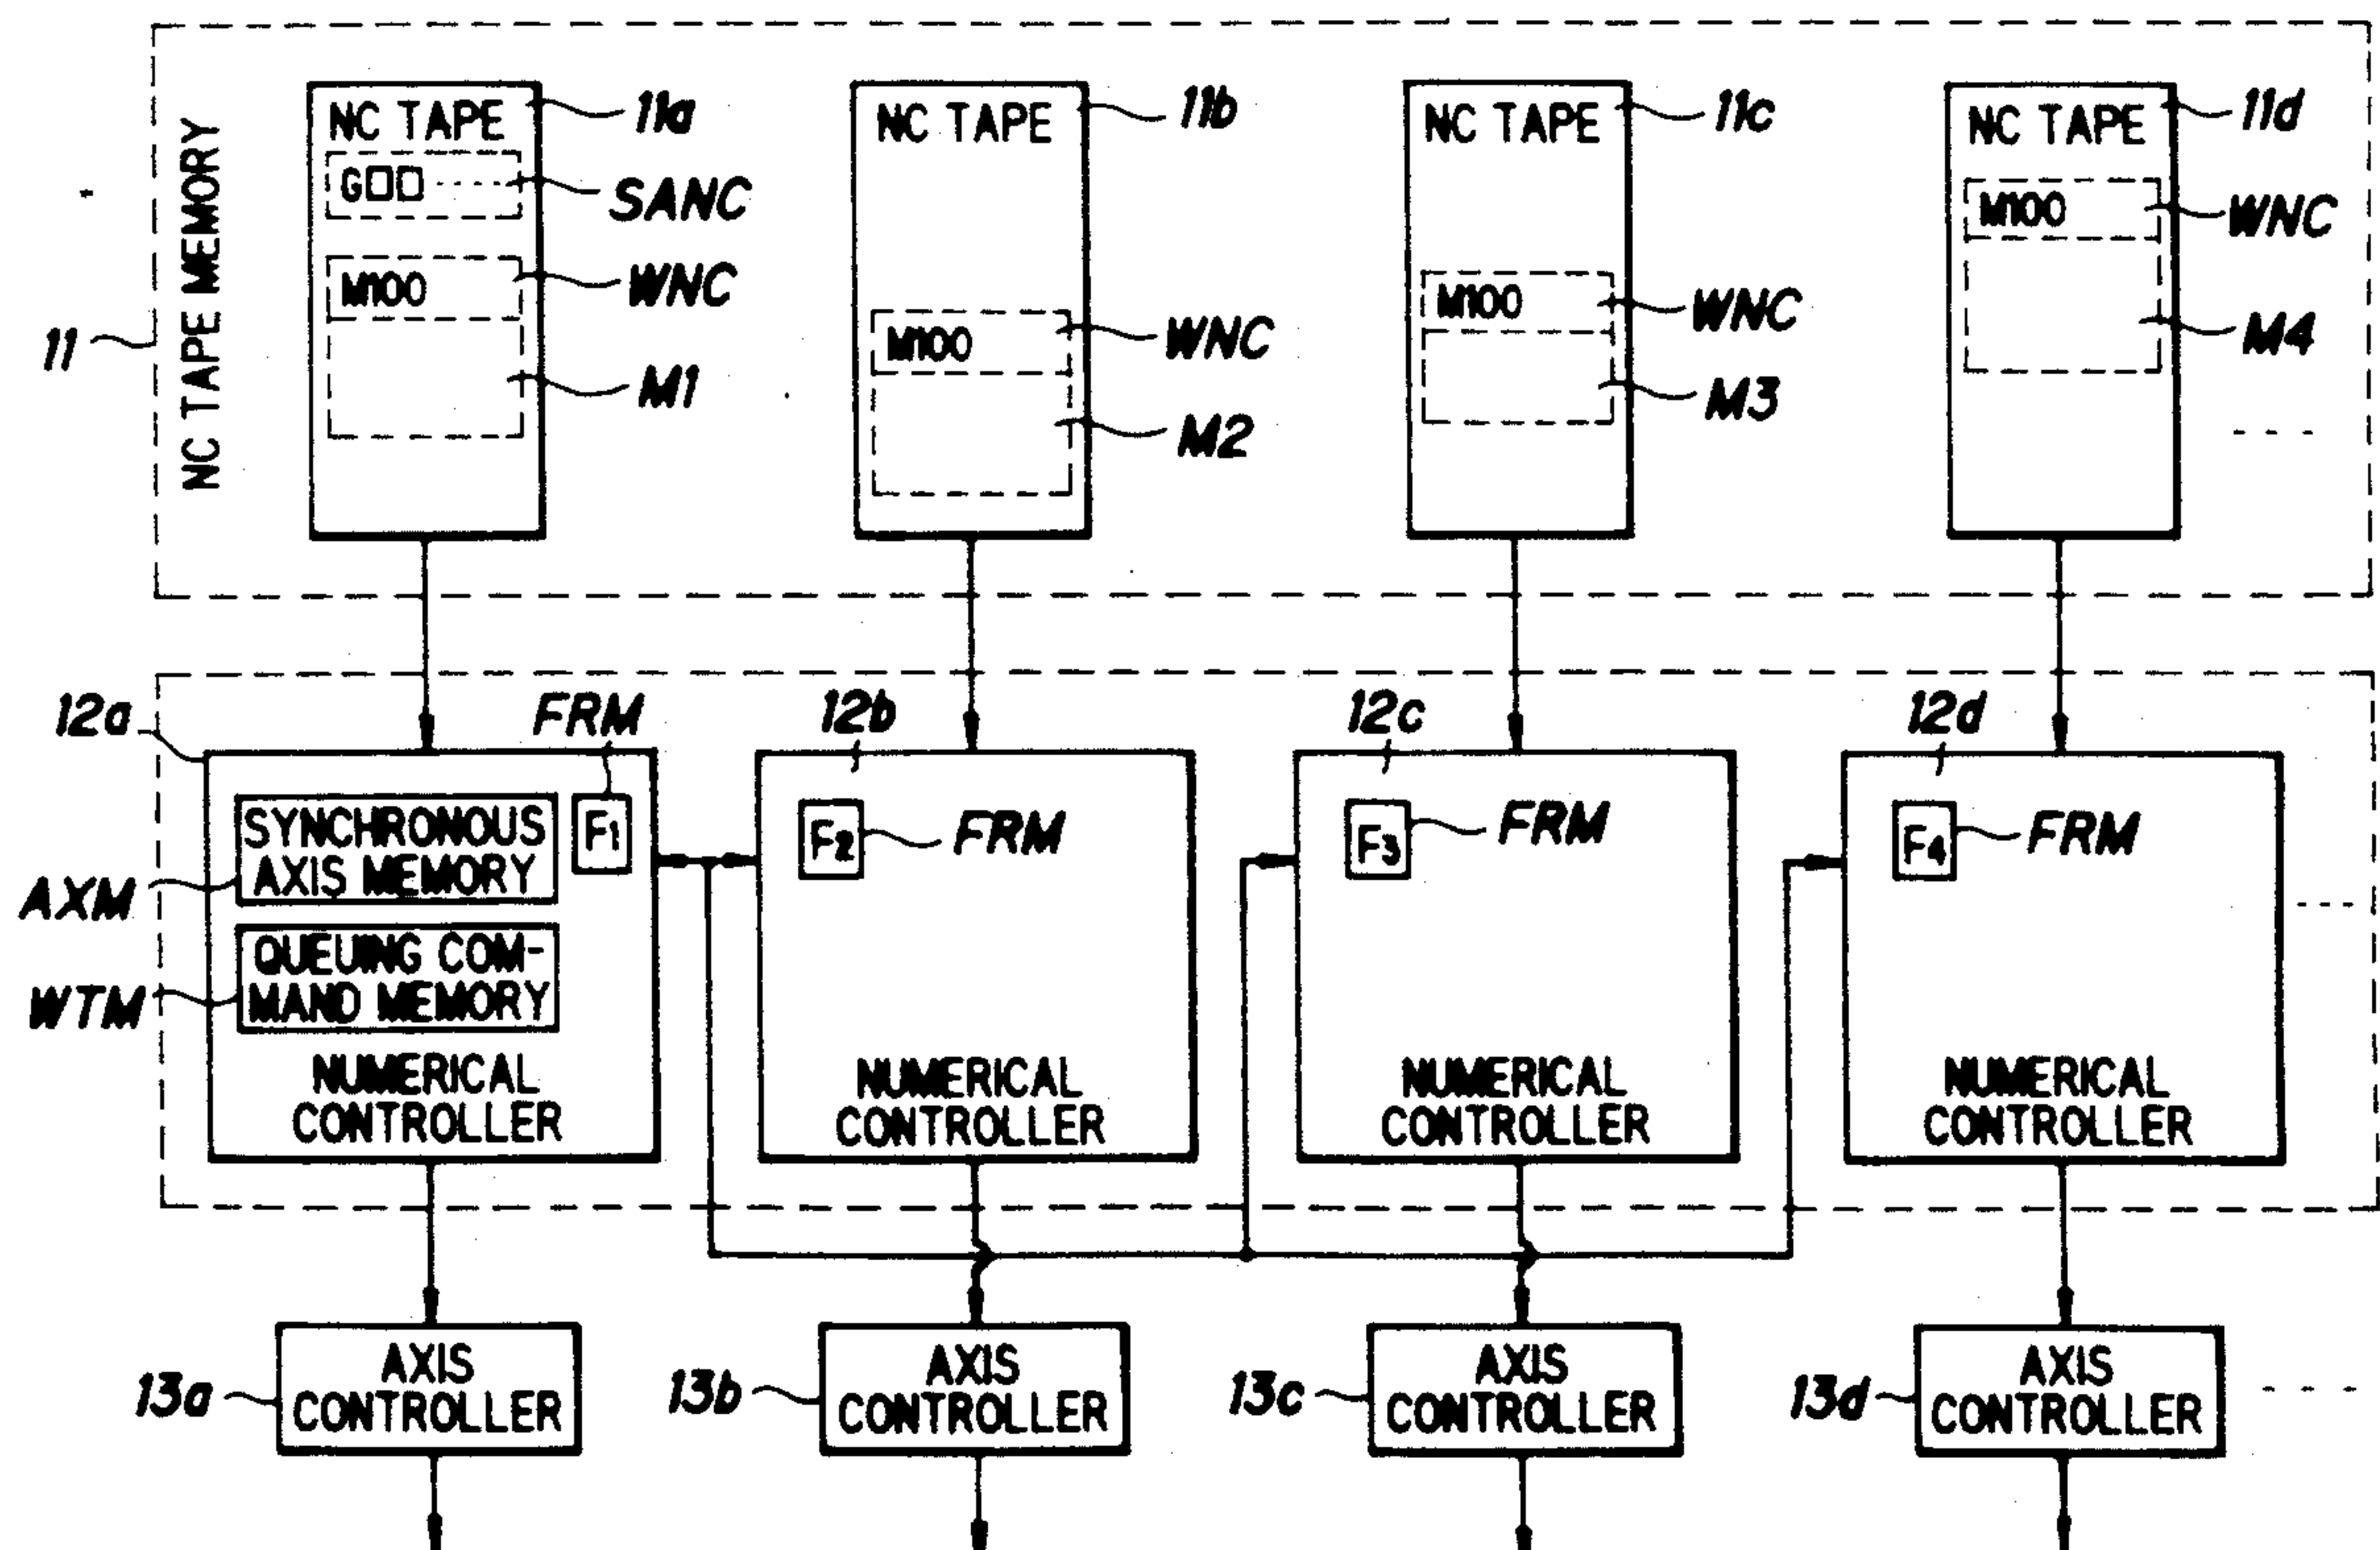 NC TAPE MEMORY
11
NC TAPE
11a
G□□
SANC
M100
WNC
M1
NC TAPE
11b
M100
WNC
M2
NC TAPE
11c
M100
WNC
M3
NC TAPE
11d
M100
WNC
M4
12a
FRM
F1
SYNCHRONOUS
AXIS MEMORY
AXM
QUEUING COM-
MAND MEMORY
WTM
NUMERICAL
CONTROLLER
12b
F2
FRM
NUMERICAL
CONTROLLER
12c
F3
FRM
NUMERICAL
CONTROLLER
12d
F4
FRM
NUMERICAL
CONTROLLER
13a
AXIS
CONTROLLER
13b
AXIS
CONTROLLER
13c
AXIS
CONTROLLER
13d
AXIS
CONTROLLER